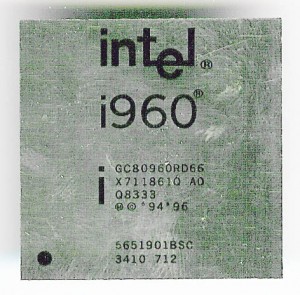 intel®
i960®
i
GC80960RD66
X7118610 A0
Q8333
Ⓜ © '94 '96
5651901BSC
3410 712